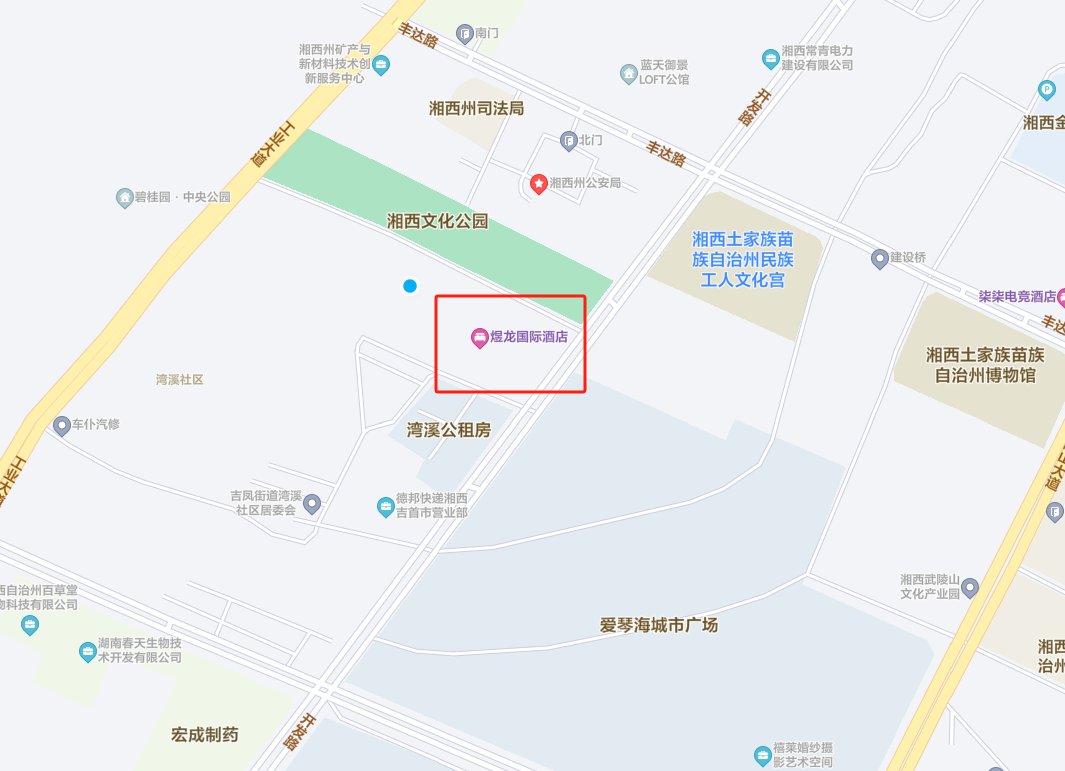 丰达路
南门
湘西州矿产与
新材料技术创
新服务中心
蓝天御景
LOFT公馆
湘西常青电力
建设有限公司
开发路
湘西州司法局
湘西金
工业大道
北门
丰达路
湘西州公安局
碧桂园·中央公园
湘西文化公园
湘西土家族苗
族自治州民族
工人文化宫
建设桥
柒柒电竞酒店
丰达
煜龙国际酒店
湘西土家族苗族
自治州博物馆
湾溪社区
车仆汽修
湾溪公租房
工业大道
山大道
吉凤街道湾溪
社区居委会
德邦快递湘西
吉首市营业部
西自治州百草堂
物科技有限公司
湘西武陵山
文化产业园
湖南春天生物技
术开发有限公司
爱琴海城市广场
湘西
治州
宏成制药
开发路
禧莱婚纱摄
影艺术空间